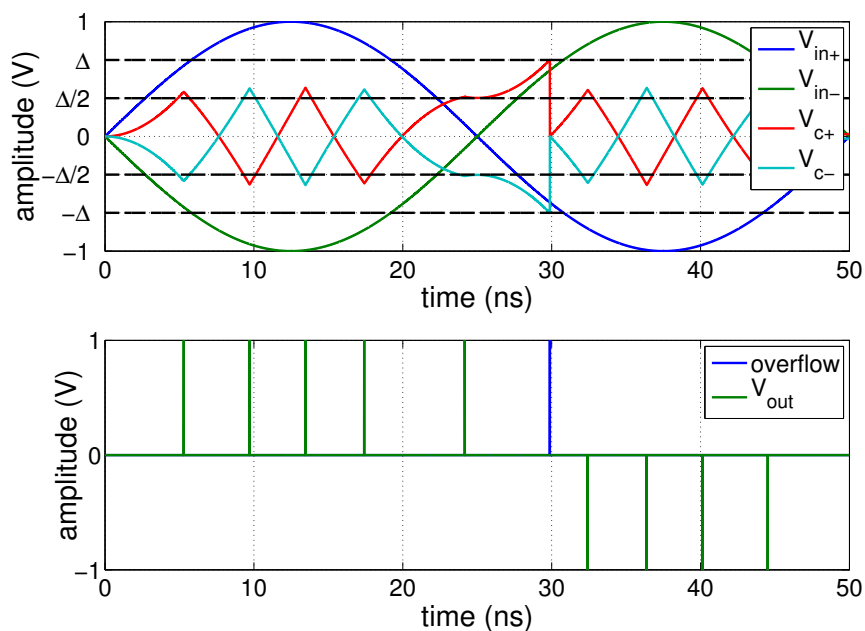 amplitude (V)
1
Δ
Δ/2
0
−Δ/2
−Δ
−1
0 10 20 30 40 50
time (ns)
V_in+
V_in−
V_c+
V_c−
amplitude (V)
1
0
−1
0 10 20 30 40 50
time (ns)
overflow
V_out